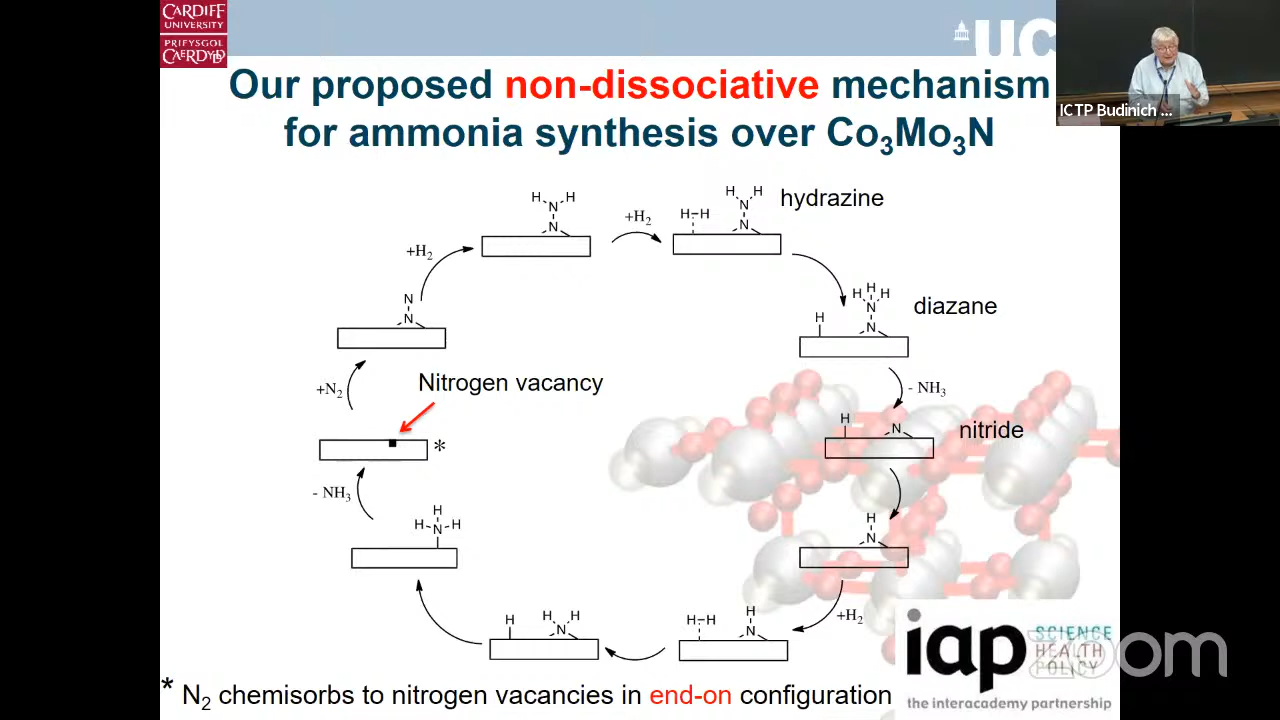 CARDIFF
UNIVERSITY
PRIFYSGOL
CAERDYDD
UC
ICTP Budinich ...
Our proposed non-dissociative mechanism
for ammonia synthesis over Co₃Mo₃N
H H
N
N
+H₂
H-H
H H
N
N
hydrazine
+H₂
N
N
H
H H H
N
N
diazane
+N₂
Nitrogen vacancy
- NH₃
*
H
N
nitride
- NH₃
H
H N H
H
N
+H₂
H
H H
N
H-H
H
N
iap SCIENCE
HEALTH
POLICY
the interacademy partnership
zoom
* N₂ chemisorbs to nitrogen vacancies in end-on configuration